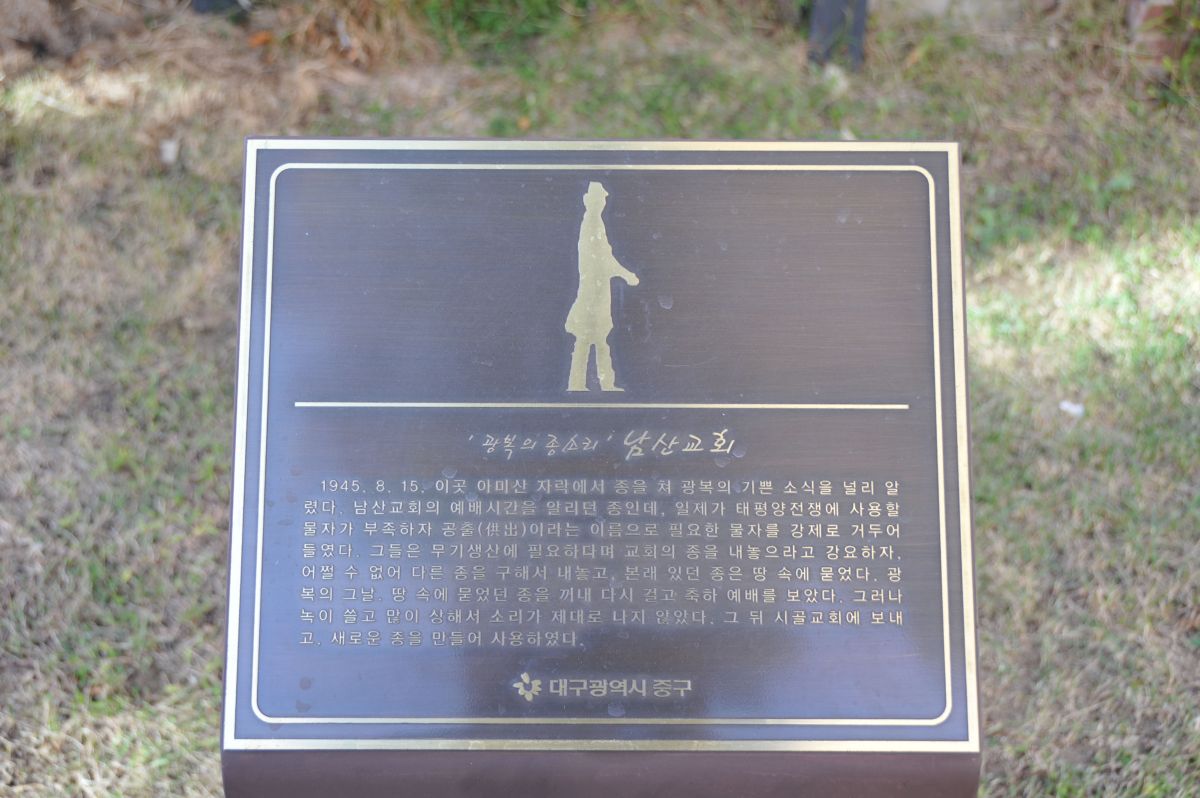 '광복의 종소리' 남산교회
1945. 8. 15. 이곳 아미산 자락에서 종을 쳐 광복의 기쁜 소식을 널리 알
렸다. 남산교회의 예배시간을 알리던 종인데, 일제가 태평양전쟁에 사용할
물자가 부족하자 공출(供出)이라는 이름으로 필요한 물자를 강제로 거두어
들였다. 그들은 무기생산에 필요하다며 교회의 종을 내놓으라고 강요하자,
어쩔 수 없어 다른 종을 구해서 내놓고, 본래 있던 종은 땅 속에 묻었다. 광
복의 그날. 땅 속에 묻었던 종을 꺼내 다시 걸고 축하 예배를 보았다. 그러나
녹이 쓸고 많이 상해서 소리가 제대로 나지 않았다. 그 뒤 시골교회에 보내
고, 새로운 종을 만들어 사용하였다.
대구광역시 중구